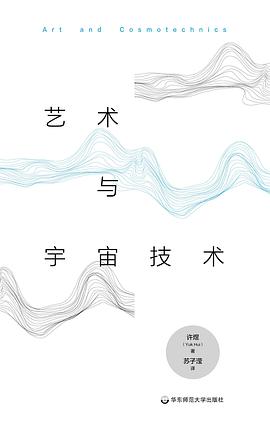 Art and Cosmotechnics
艺术
与
宇宙技术
许煜
(Yuk Hui)
著
苏子滢
译
华东师范大学出版社